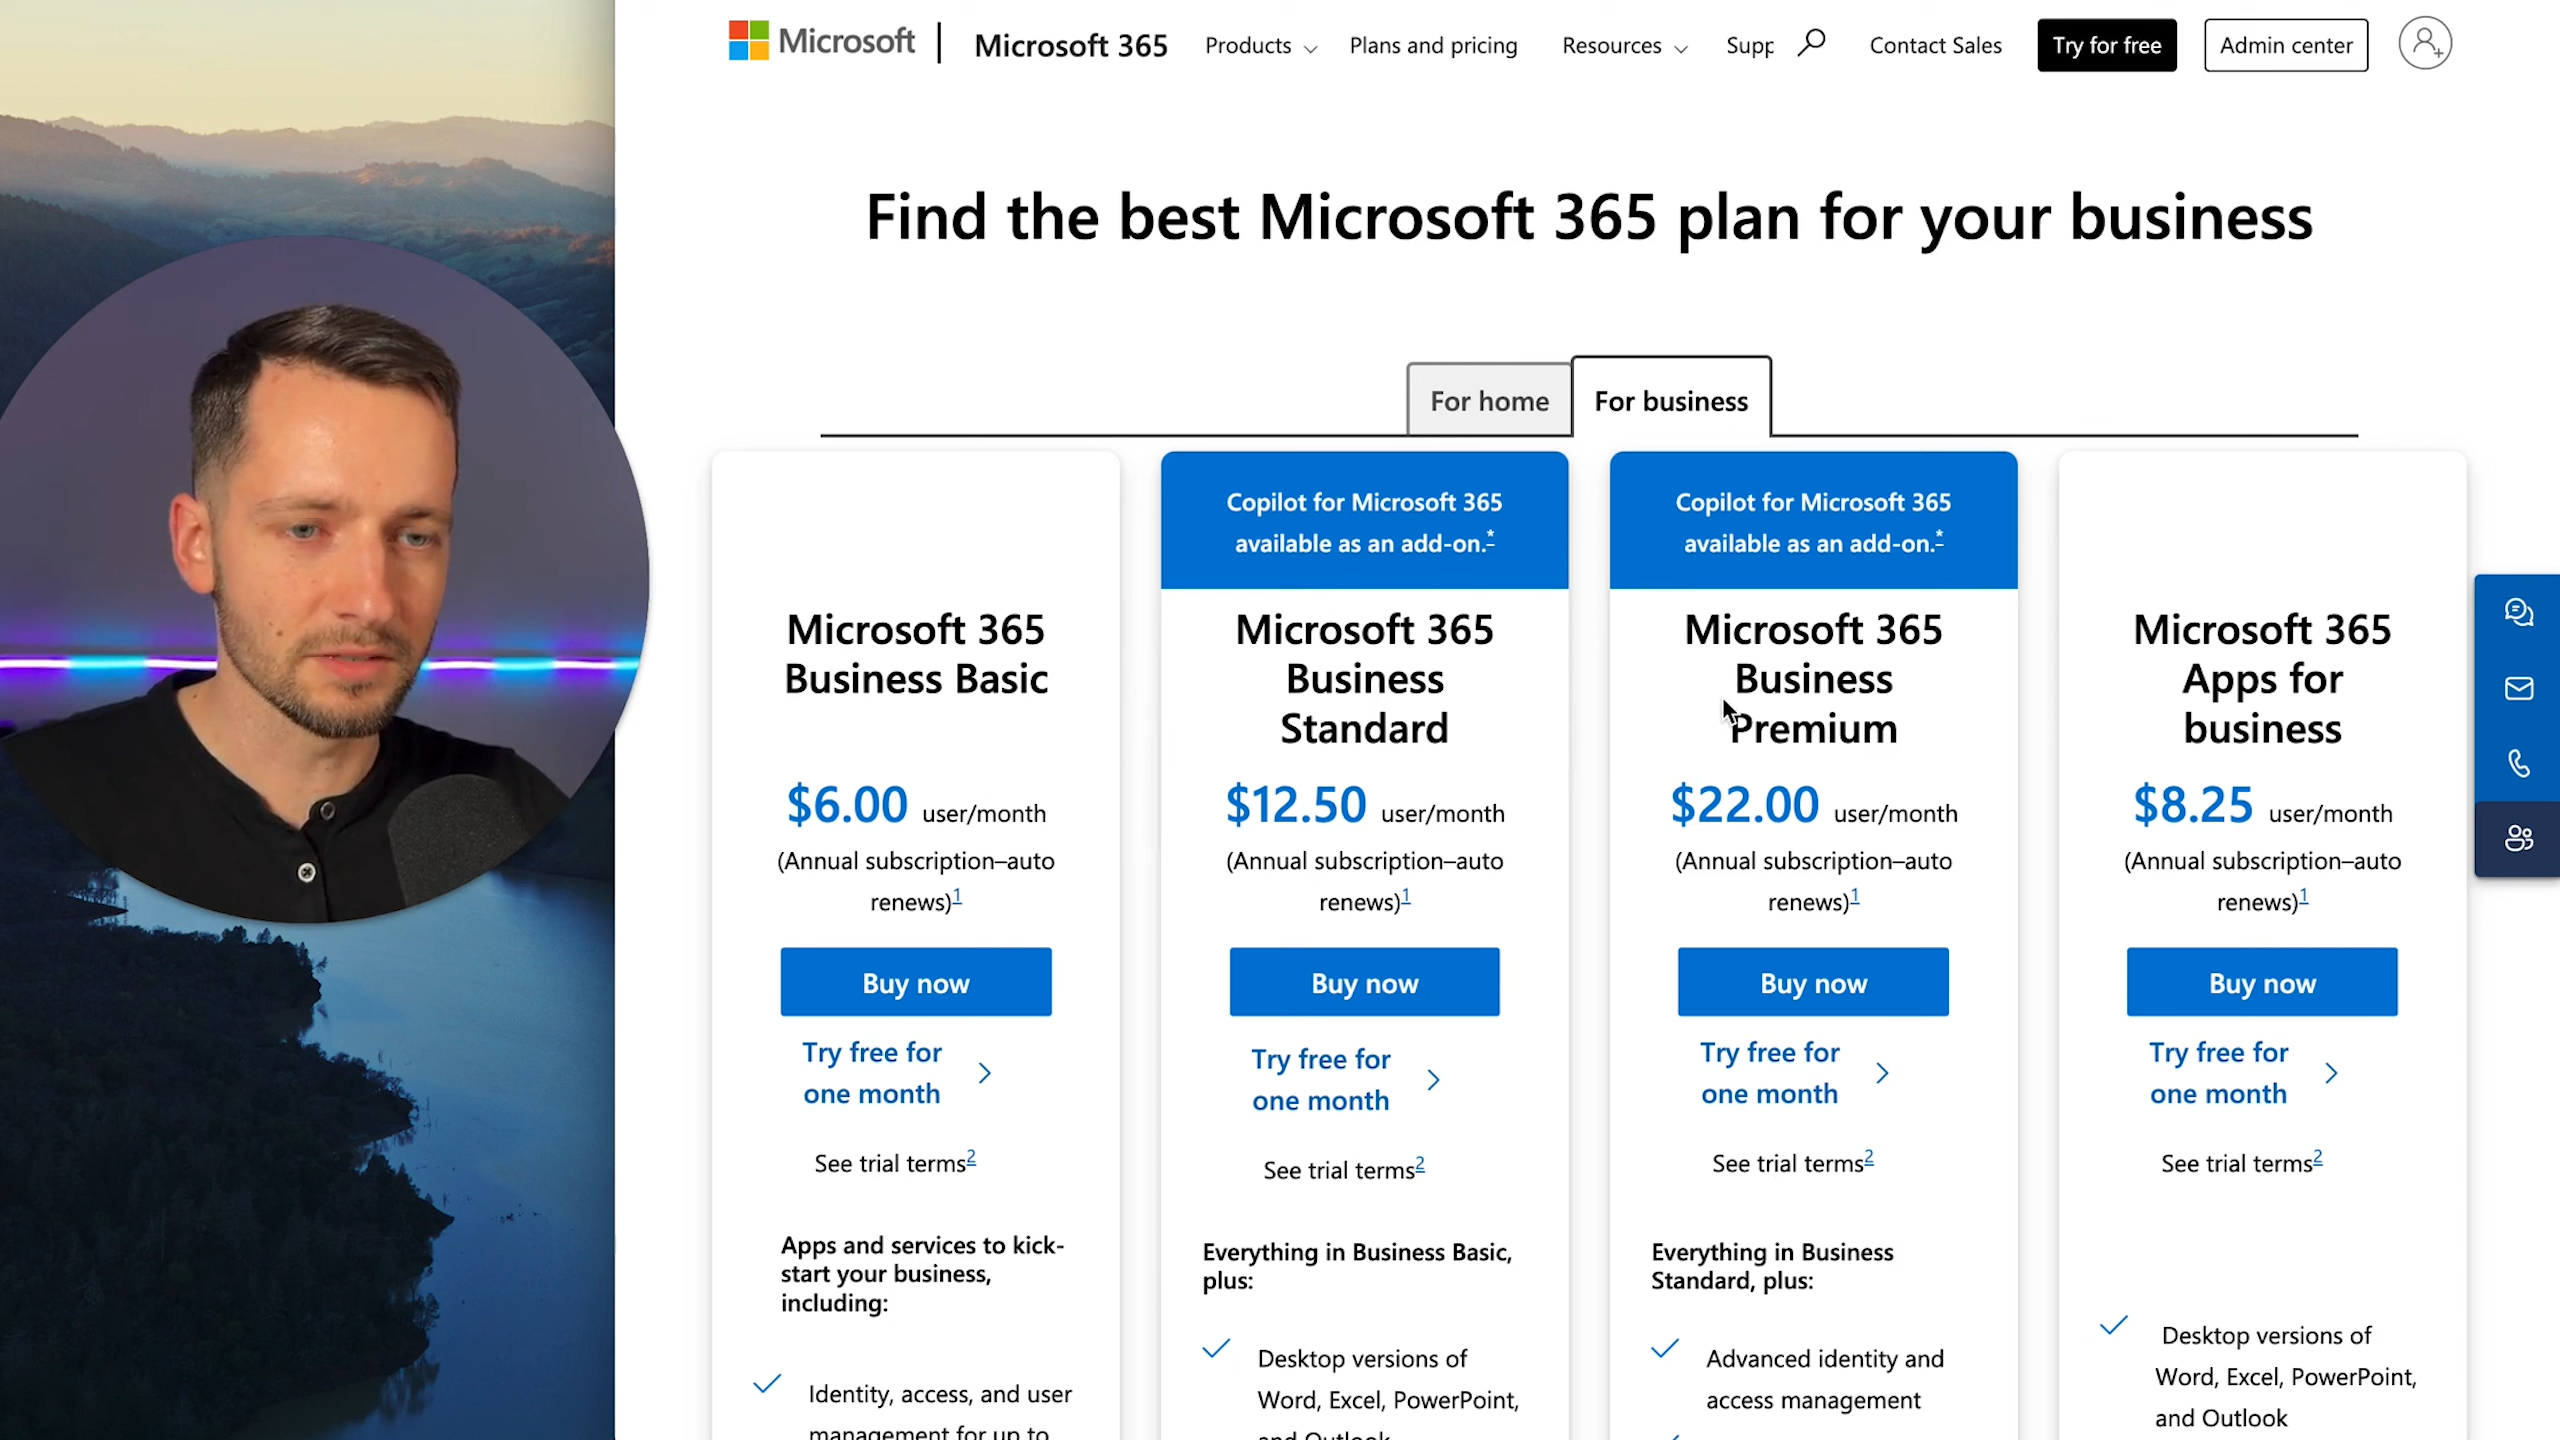 Microsoft
Microsoft 365
Products
Plans and pricing
Resources
Supp
Contact Sales
Try for free
Admin center
Find the best Microsoft 365 plan for your business
For home
For business
Microsoft 365
Business Basic
$6.00 user/month
(Annual subscription–auto
renews)1
Buy now
Try free for
one month
See trial terms2
Apps and services to kick-
start your business,
including:
Identity, access, and user
management for up to
Copilot for Microsoft 365
available as an add-on.*
Microsoft 365
Business
Standard
$12.50 user/month
(Annual subscription–auto
renews)1
Buy now
Try free for
one month
See trial terms2
Everything in Business Basic,
plus:
Desktop versions of
Word, Excel, PowerPoint,
and Outlook
Copilot for Microsoft 365
available as an add-on.*
Microsoft 365
Business
Premium
$22.00 user/month
(Annual subscription–auto
renews)1
Buy now
Try free for
one month
See trial terms2
Everything in Business
Standard, plus:
Advanced identity and
access management
Microsoft 365
Apps for
business
$8.25 user/month
(Annual subscription–auto
renews)1
Buy now
Try free for
one month
See trial terms2
Desktop versions of
Word, Excel, PowerPoint,
and Outlook